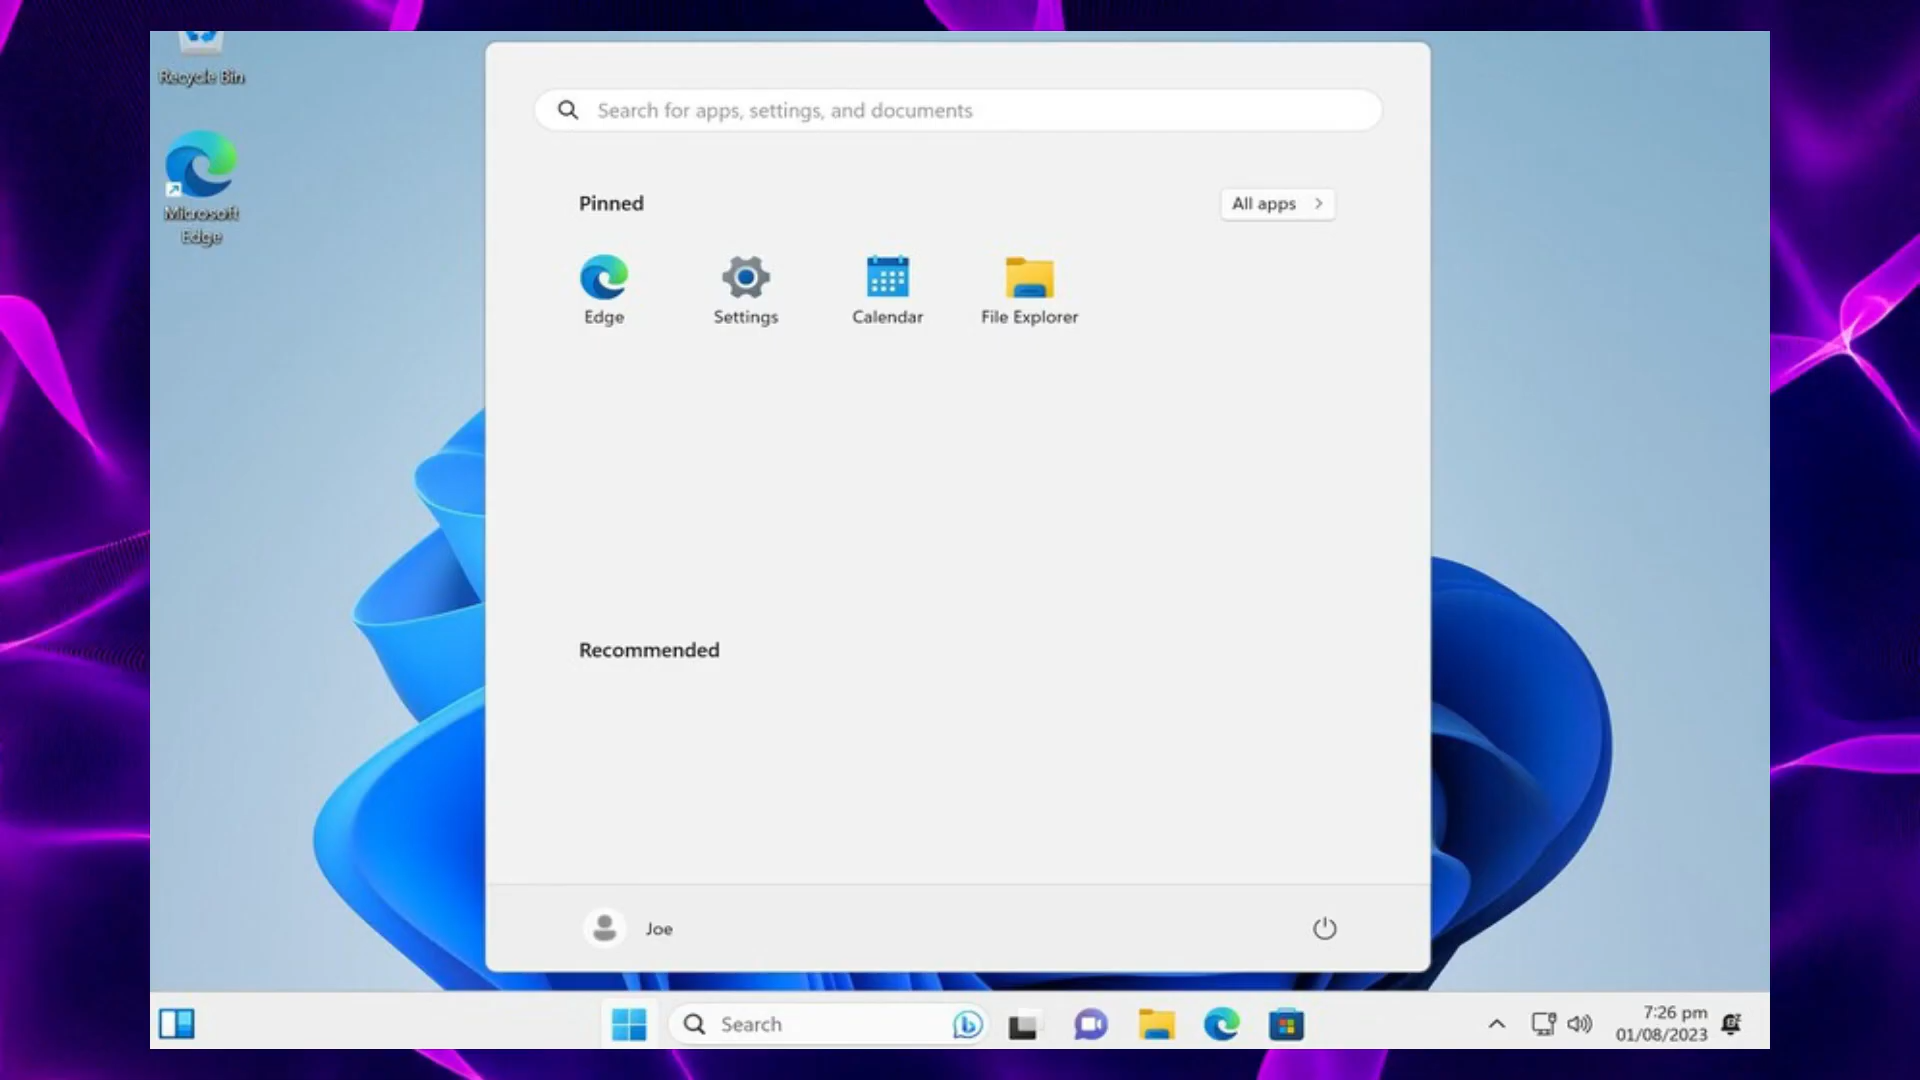 Recycle Bin
Microsoft
Edge
Search for apps, settings, and documents
Pinned
All apps
Edge
Settings
Calendar
File Explorer
Recommended
Joe
Search
7:26 pm
01/08/2023